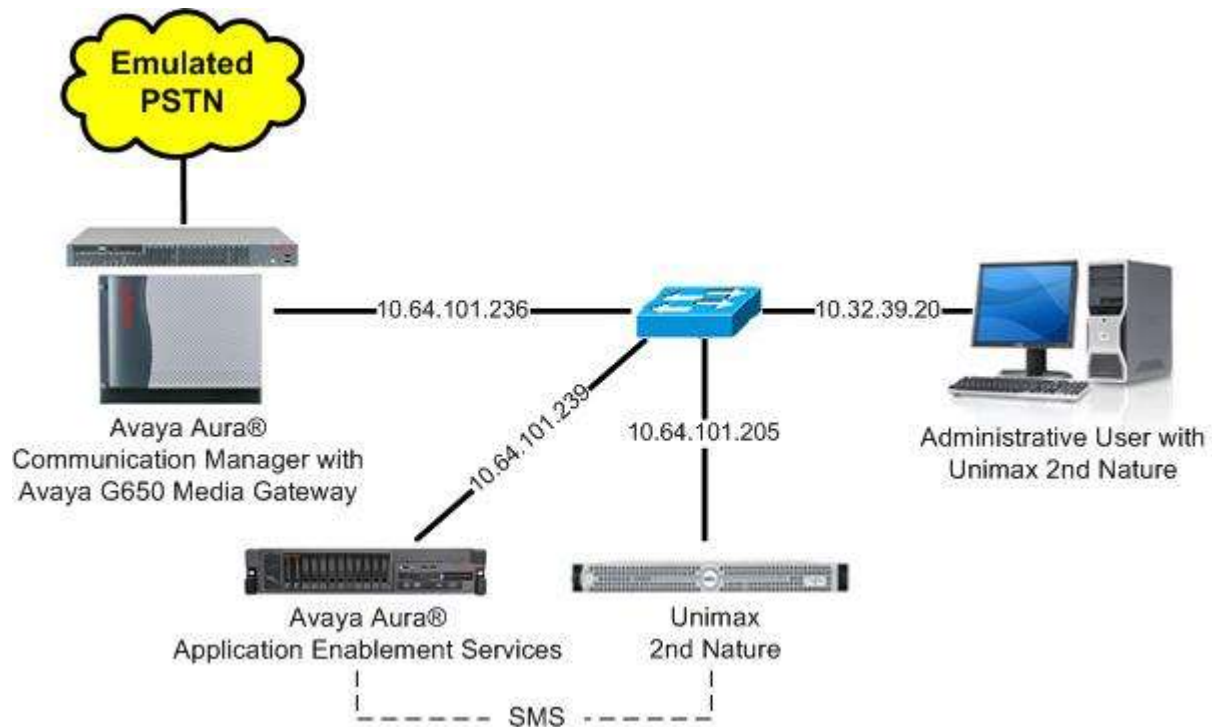 Emulated
PSTN
10.64.101.236
10.32.39.20
10.64.101.239
10.64.101.205
Avaya Aura®
Communication Manager with
Avaya G650 Media Gateway
Administrative User with
Unimax 2nd Nature
Avaya Aura®
Application Enablement Services
Unimax
2nd Nature
SMS